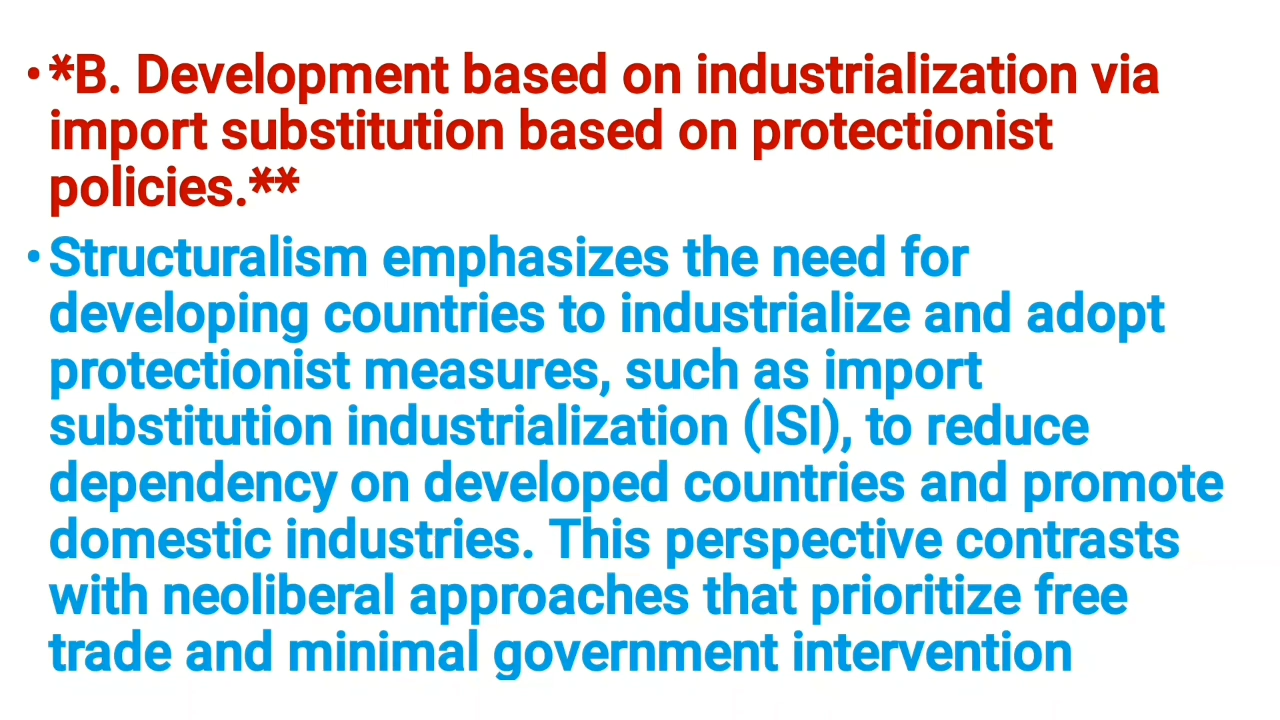 •*B. Development based on industrialization via
import substitution based on protectionist
policies.**
•Structuralism emphasizes the need for
developing countries to industrialize and adopt
protectionist measures, such as import
substitution industrialization (ISI), to reduce
dependency on developed countries and promote
domestic industries. This perspective contrasts
with neoliberal approaches that prioritize free
trade and minimal government intervention